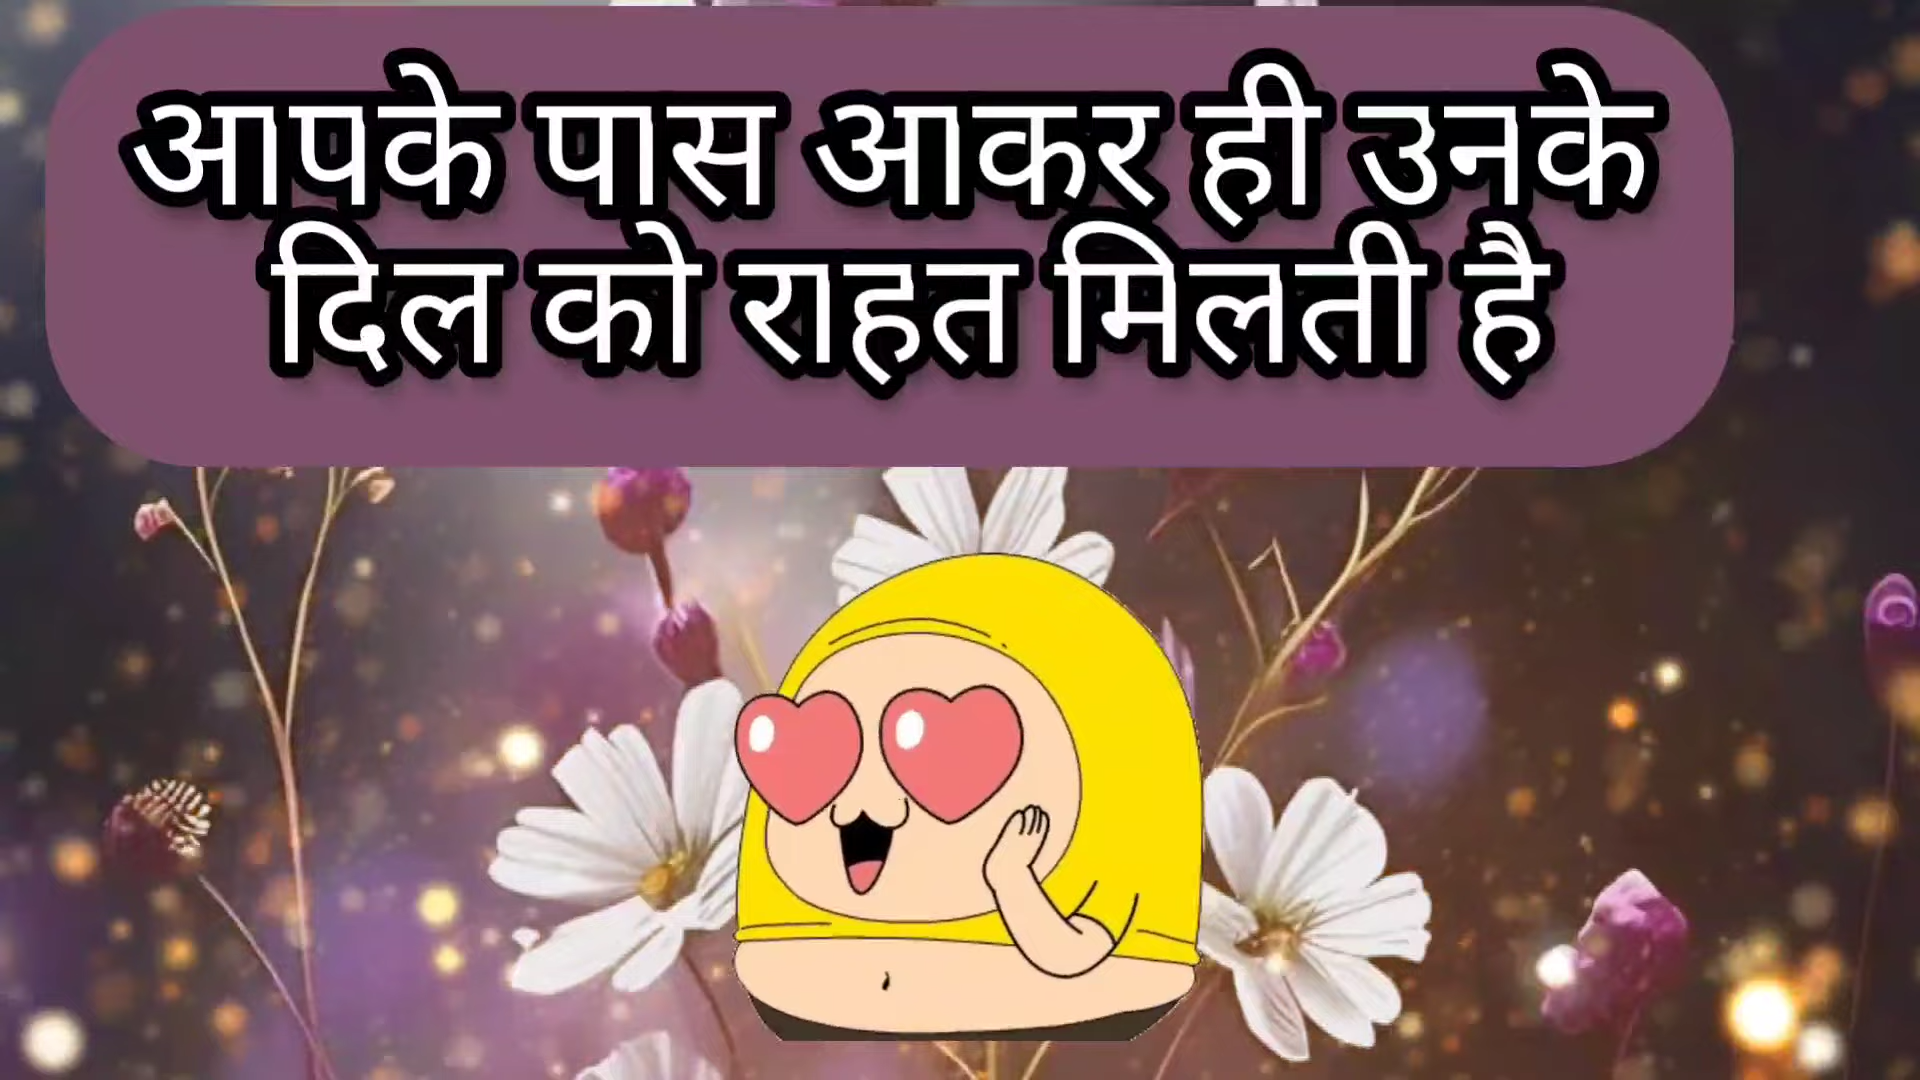 आपके पास आकर ही उनके
दिल को राहत मिलती है